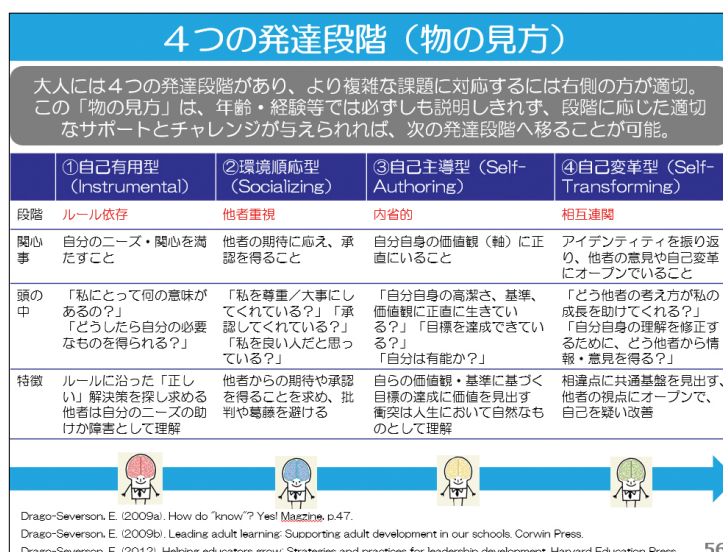 ４つの発達段階（物の見方）
大人には４つの発達段階があり、より複雑な課題に対応するには右側の方が適切。
この「物の見方」は、年齢・経験等では必ずしも説明しきれず、段階に応じた適切
なサポートとチャレンジが与えられれば、次の発達段階へ移ることが可能。
①自己有用型
（Instrumental）
②環境順応型
（Socializing）
③自己主導型（Self-
Authoring）
④自己変革型（Self-
Transforming）
段階
ルール依存
他者重視
内省的
相互連関
関心
事
自分のニーズ・関心を満
たすこと
他者の期待に応え、承
認を得ること
自分自身の価値観（軸）に正
直にいること
アイデンティティを振り返
り、他者の意見や自己変革
にオープンでいること
頭の
中
「私にとって何の意味が
あるの？」
「どうしたら自分の必要
なものを得られる？」
「私を尊重／大事にし
てくれている？」「承
認してくれている？」
「私を良い人だと思っ
ている？」
「自分自身の高潔さ、基準、
価値観に正直に生きてい
る？」「目標を達成できてい
る？」
「自分は有能か？」
「どう他者の考え方が私の
成長を助けてくれる？」
「自分自身の理解を修正す
るために、どう他者から情
報・意見を得る？」
特徴
ルールに沿った「正し
い」解決策を探し求める
他者は自分のニーズの助
けか障害として理解
他者からの期待や承認
を得ることを求め、批
判や葛藤を避ける
自らの価値観・基準に基づく
目標の達成に価値を見出す
衝突は人生において自然なも
のとして理解
相違点に共通基盤を見出す、
他者の視点にオープンで、
自己を疑い改善
Drago-Severson, E. (2009a). How do "know"? Yes! Magzine, p.47.
Drago-Severson, E. (2009b). Leading adult learning: Supporting adult development in our schools. Corwin Press.
Drago-Severson, E. (2012). Helping educators grow: Strategies and practices for leadership development. Harvard Education Press.
56